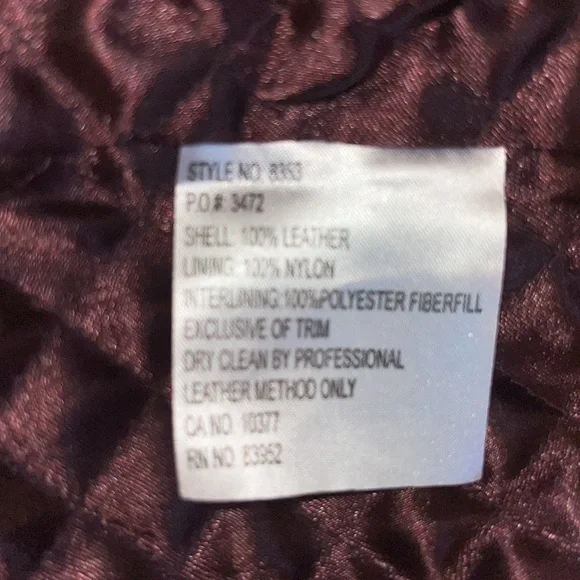 STYLE NO. 8353
P.O #: 3472
SHELL: 100% LEATHER
LINING: 100% NYLON
INTERLINING:100%POLYESTER FIBERFILL
EXCLUSIVE OF TRIM
DRY CLEAN BY PROFESSIONAL
LEATHER METHOD ONLY
CA NO. 10377
RN NO. 83952